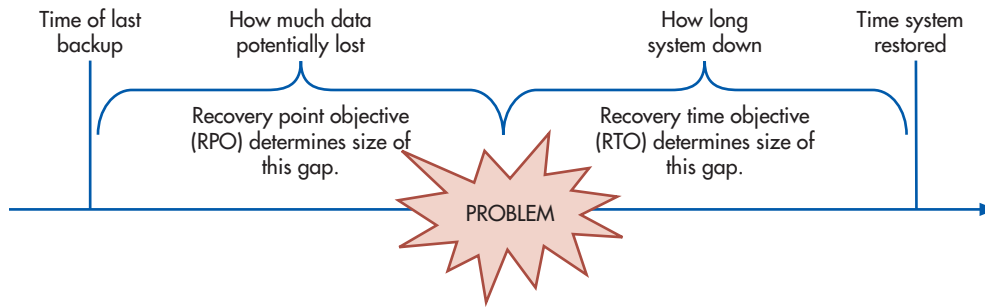 Time of last
backup
How much data
potentially lost
How long
system down
Time system
restored
Recovery point objective
(RPO) determines size of
this gap.
Recovery time objective
(RTO) determines size of
this gap.
PROBLEM